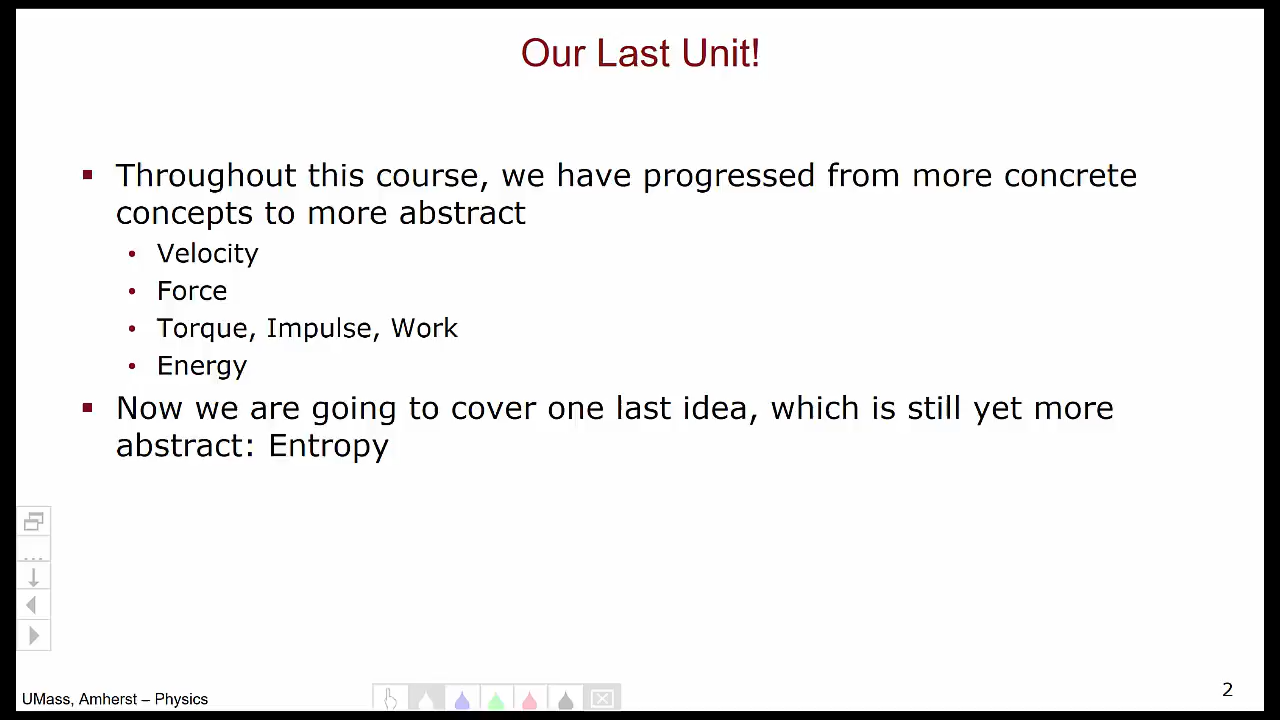 Our Last Unit!
Throughout this course, we have progressed from more concrete
concepts to more abstract
Velocity
Force
Torque, Impulse, Work
Energy
Now we are going to cover one last idea, which is still yet more
abstract: Entropy
UMass, Amherst – Physics
2